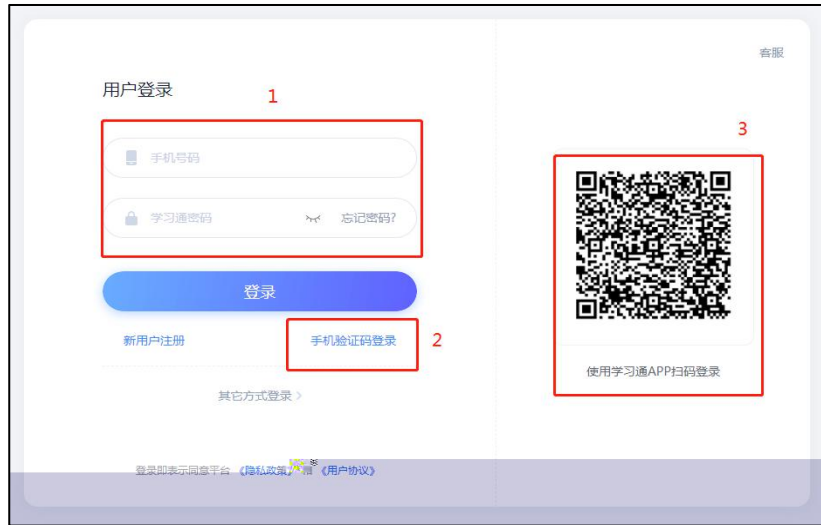 客服
用户登录
1
手机号码
学习通密码 忘记密码?
登录
新用户注册 手机验证码登录
2
其它方式登录 >
登录即表示同意平台 《隐私政策》 和 《用户协议》
3
使用学习通APP扫码登录